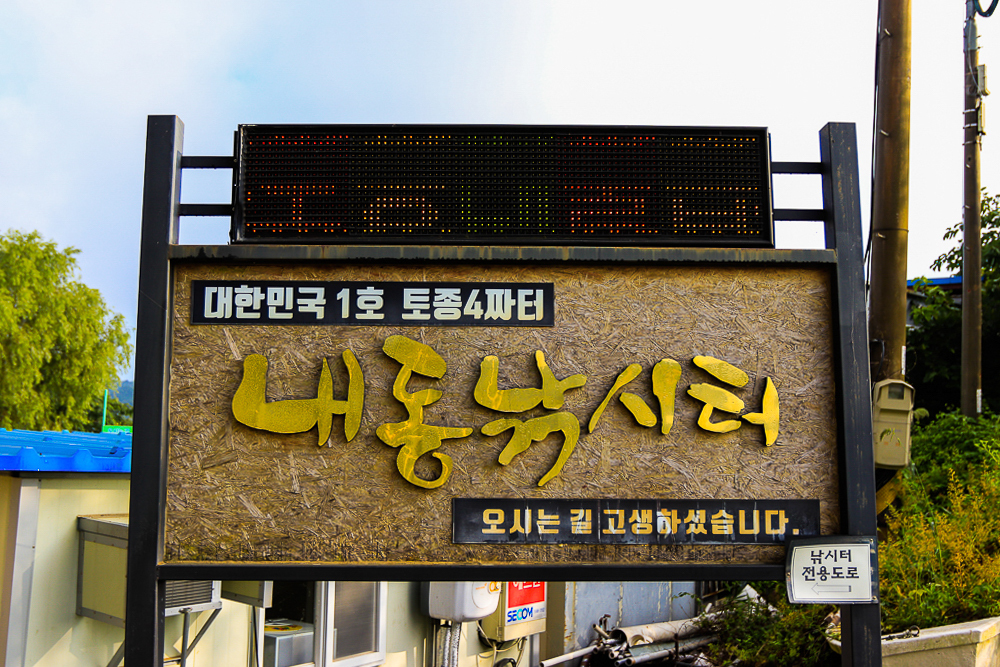 대한민국 1호 토종4짜터
내동낚시터
오시는 길 고생하셨습니다.
낚시터
전용도로
SECOM